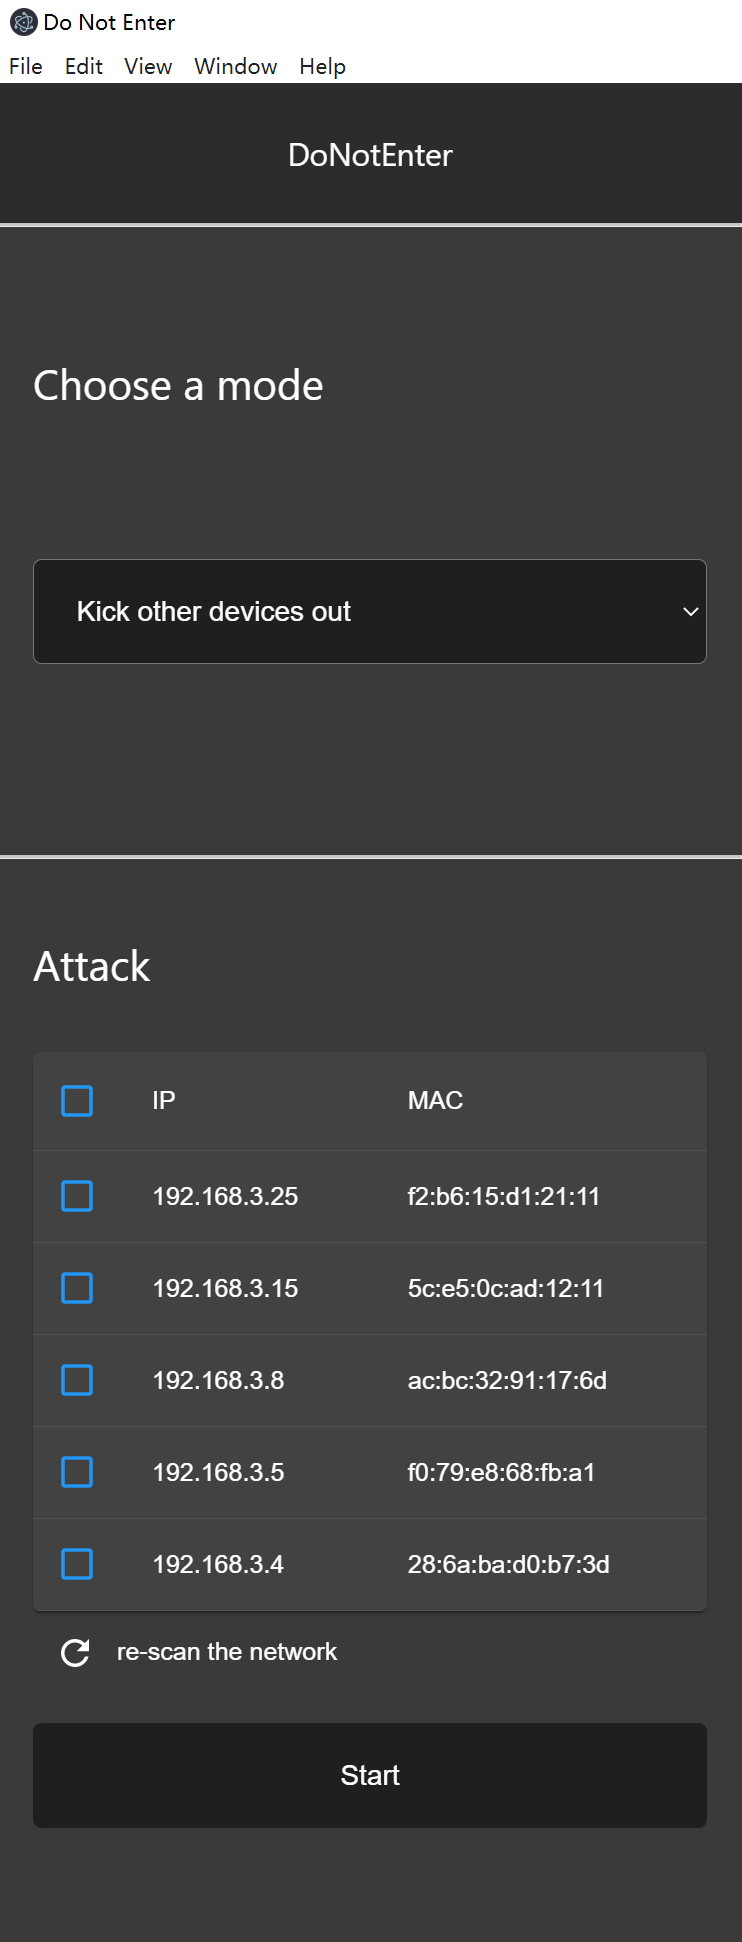 Do Not Enter
File Edit View Window Help
DoNotEnter
Choose a mode
Kick other devices out
Attack
IP MAC
192.168.3.25 f2:b6:15:d1:21:11
192.168.3.15 5c:e5:0c:ad:12:11
192.168.3.8 ac:bc:32:91:17:6d
192.168.3.5 f0:79:e8:68:fb:a1
192.168.3.4 28:6a:ba:d0:b7:3d
re-scan the network
Start